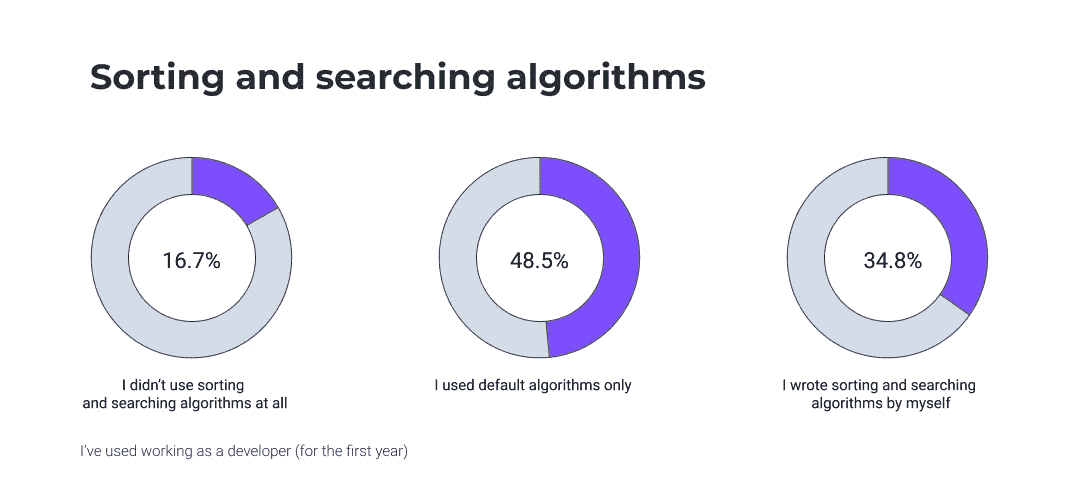 Sorting and searching algorithms
16.7%
48.5%
34.8%
I didn’t use sorting
and searching algorithms at all
I used default algorithms only
I wrote sorting and searching
algorithms by myself
I’ve used working as a developer (for the first year)